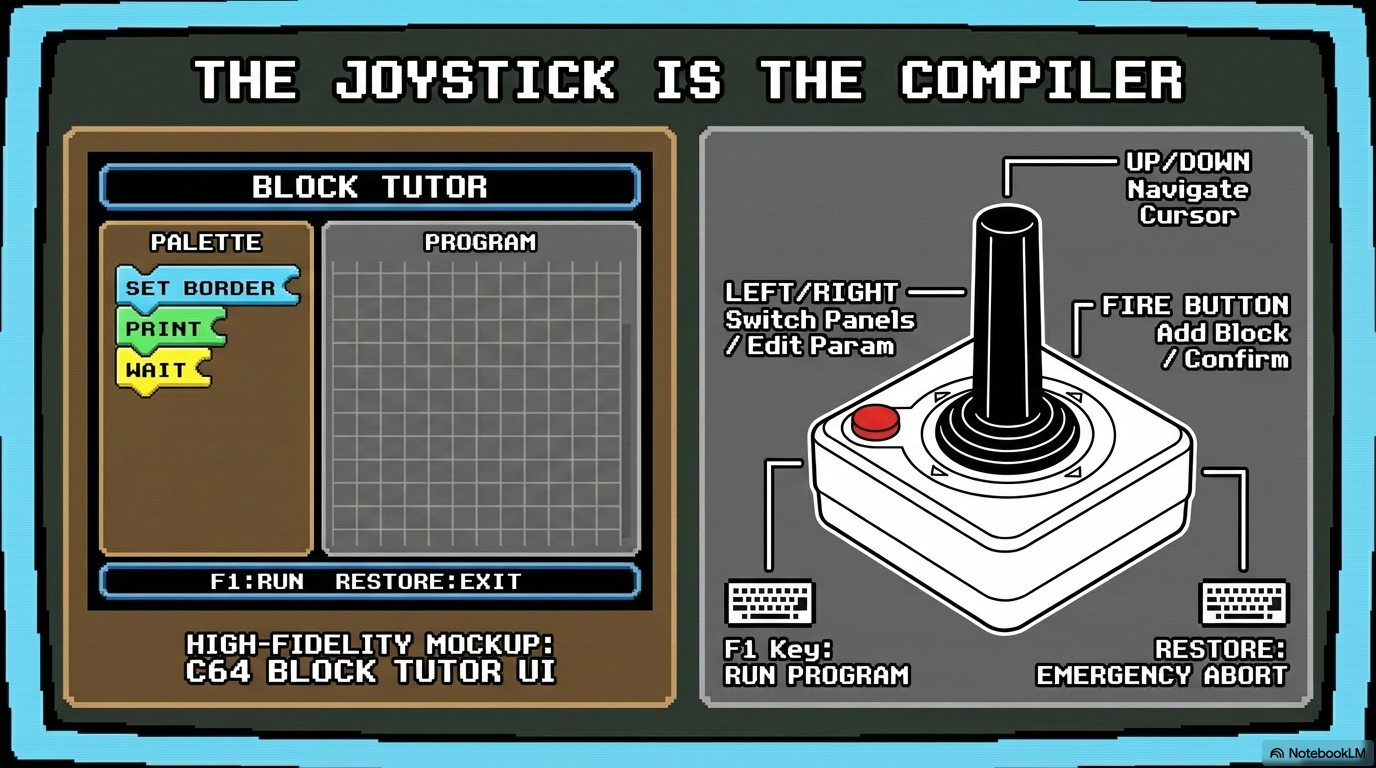 THE JOYSTICK IS THE COMPILER
BLOCK TUTOR
PALETTE
SET BORDER
PRINT
WAIT
PROGRAM
F1:RUN RESTORE:EXIT
HIGH-FIDELITY MOCKUP:
C64 BLOCK TUTOR UI
UP/DOWN
Navigate
Cursor
LEFT/RIGHT
Switch Panels
/ Edit Param
FIRE BUTTON
Add Block
/ Confirm
F1 Key:
RUN PROGRAM
RESTORE:
EMERGENCY ABORT
NotebookLM